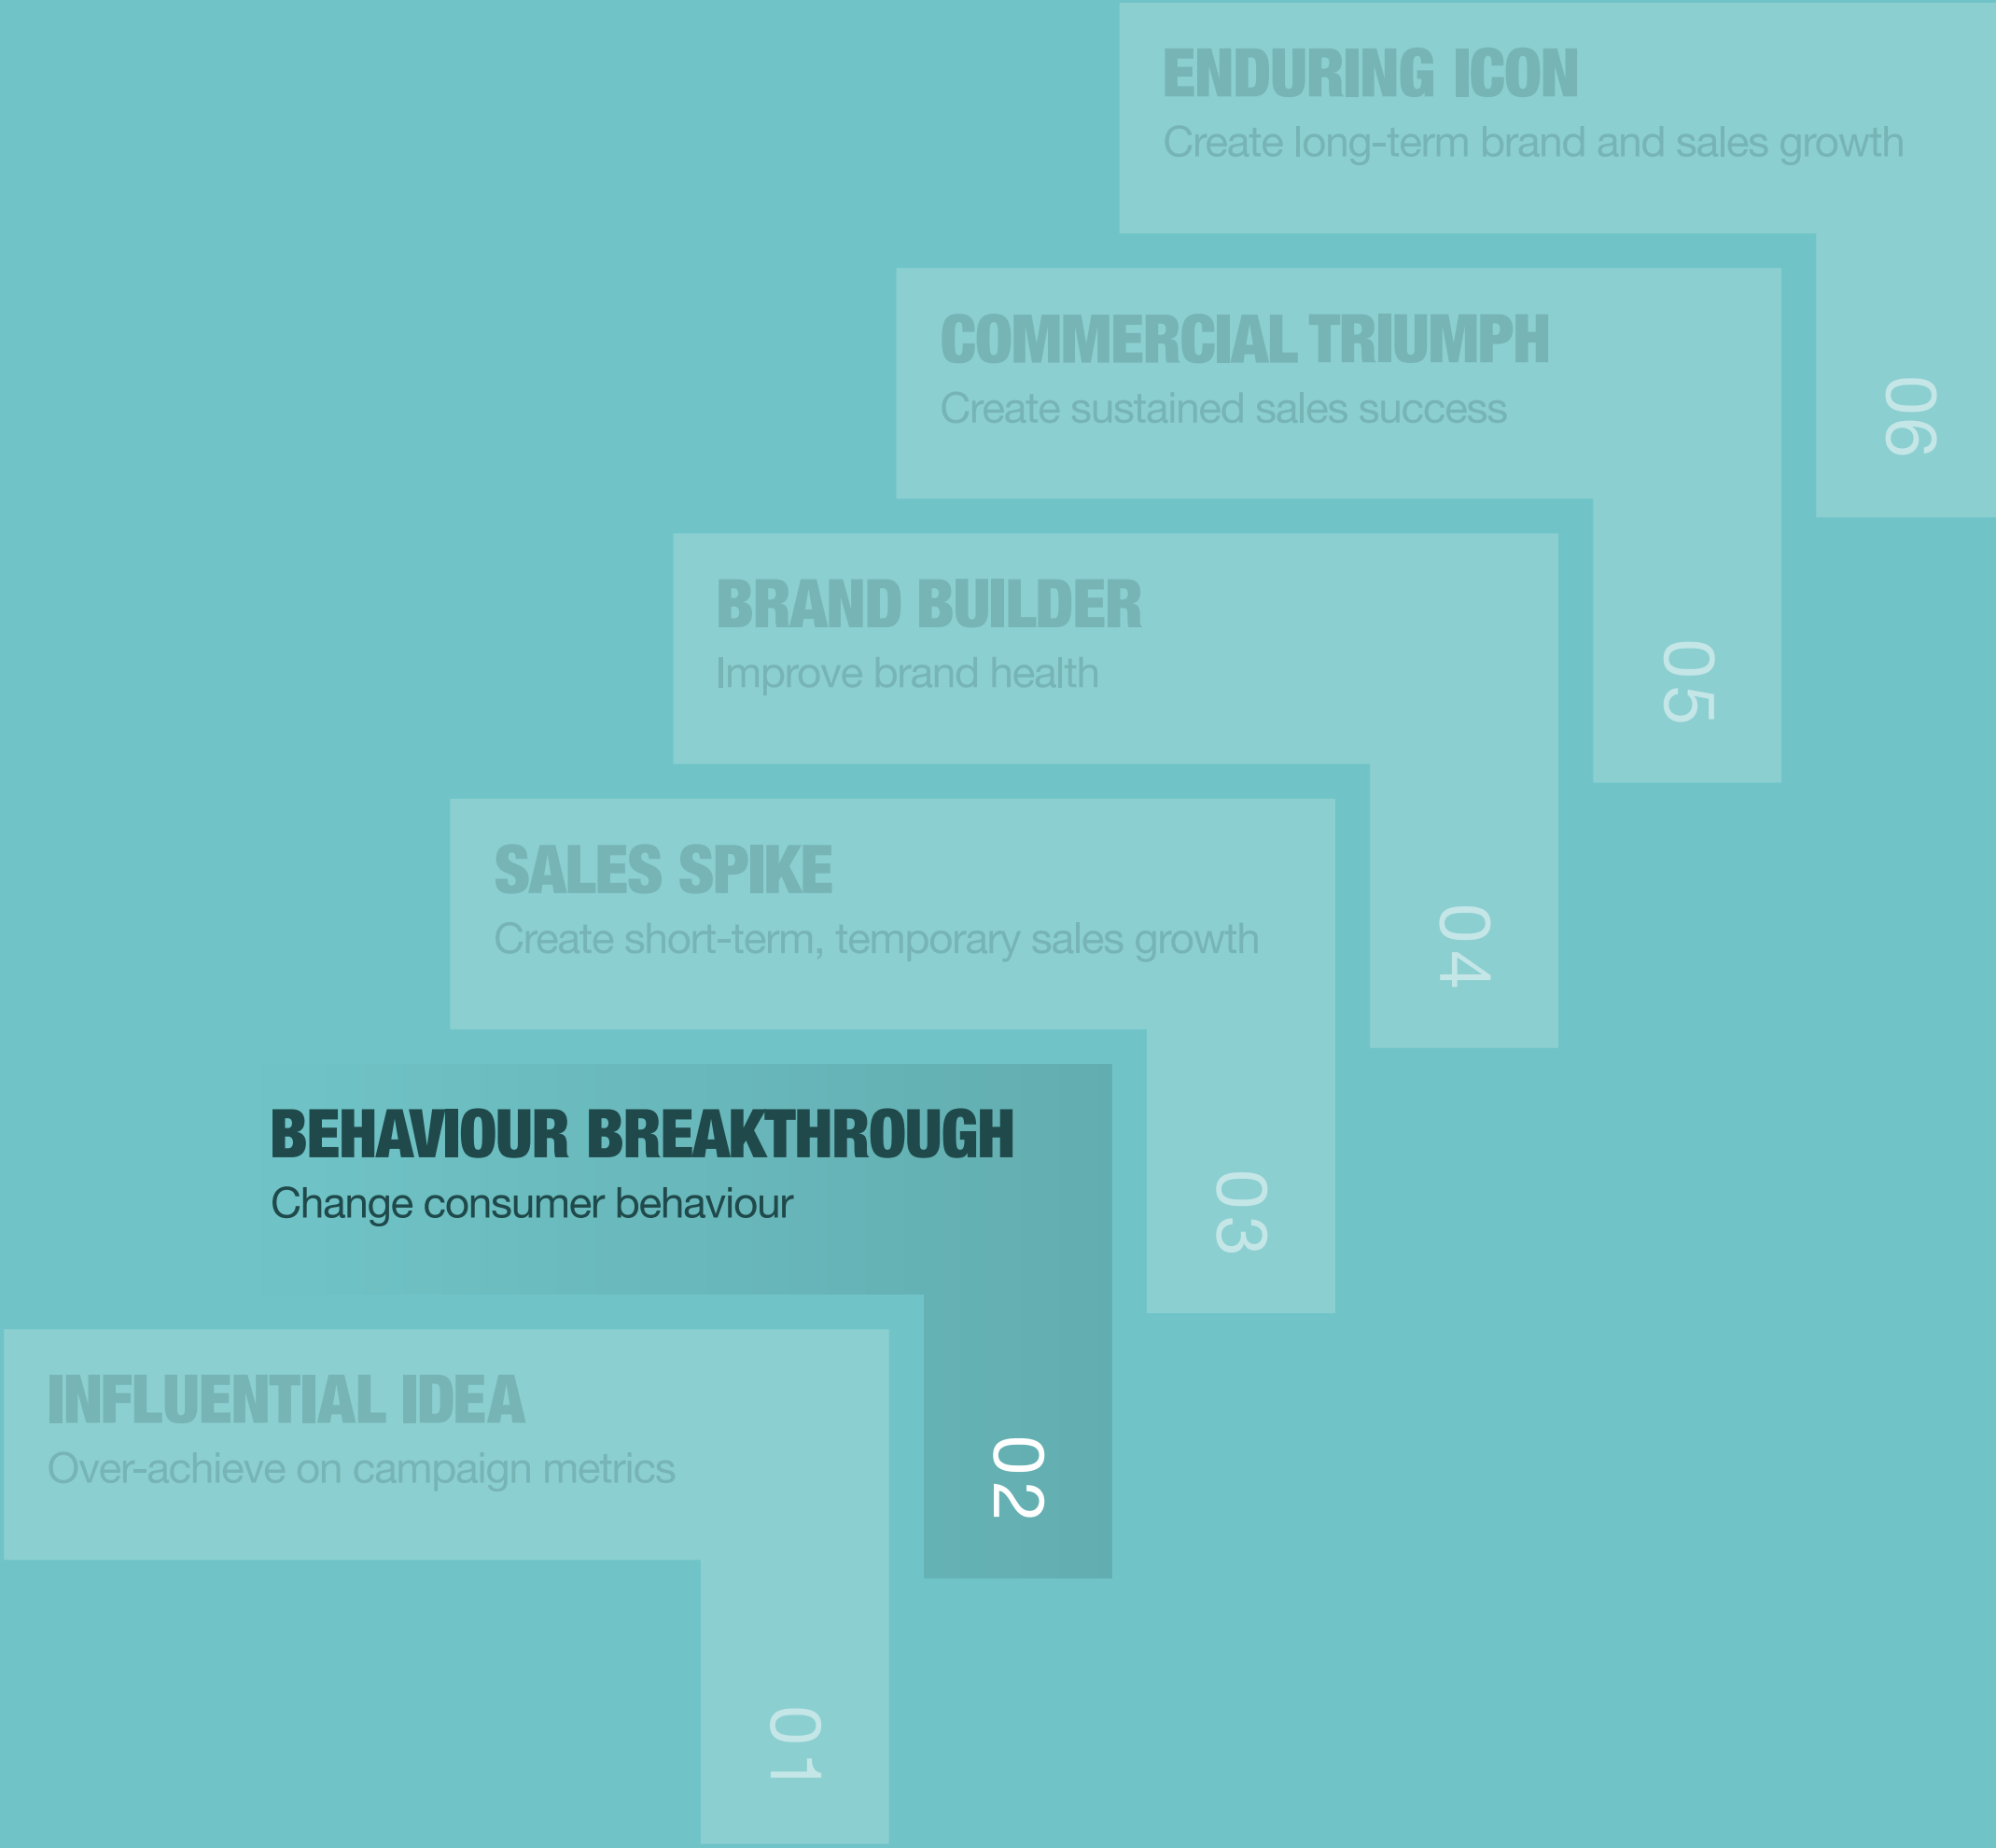 ENDURING ICON
Create long-term brand and sales growth
06
COMMERCIAL TRIUMPH
Create sustained sales success
05
BRAND BUILDER
Improve brand health
04
SALES SPIKE
Create short-term, temporary sales growth
03
BEHAVIOUR BREAKTHROUGH
Change consumer behaviour
02
INFLUENTIAL IDEA
Over-achieve on campaign metrics
01